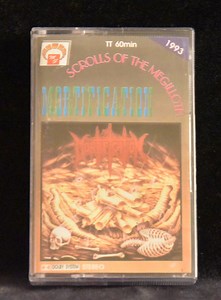 TT 60min
1993
SCROLLS OF THE MEGILLOTH
MORTIFICATION